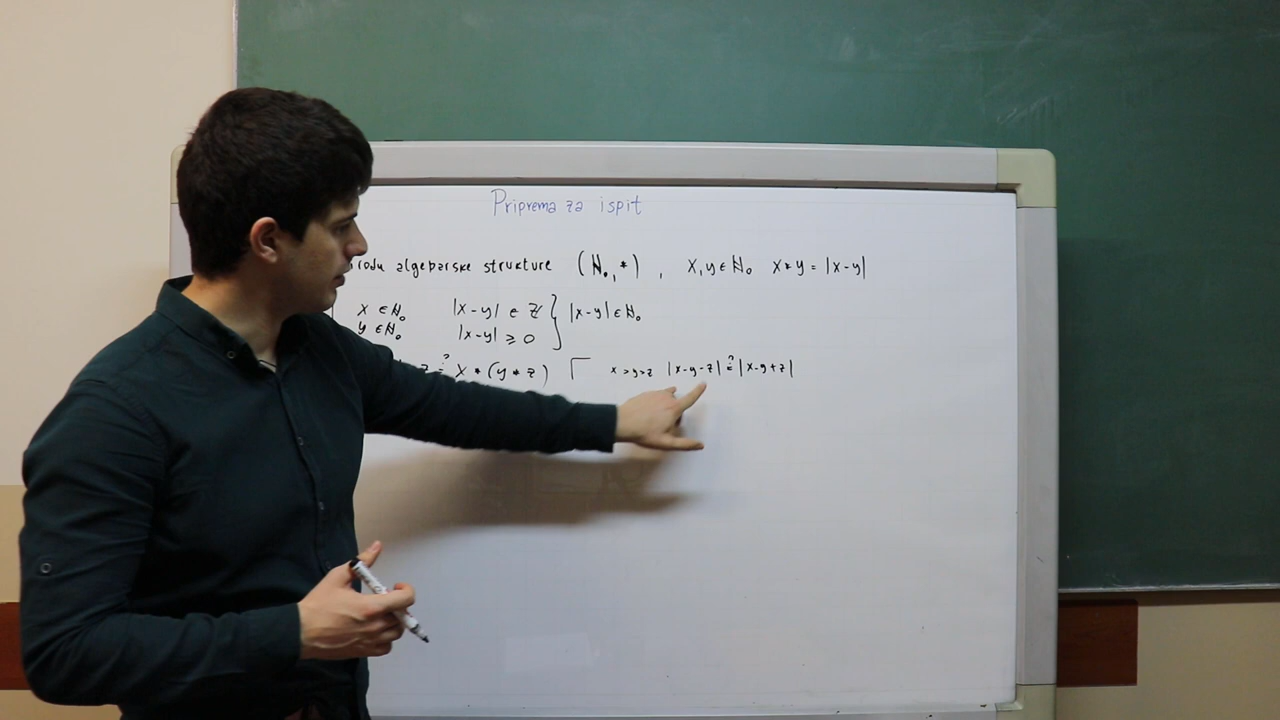 Priprema za ispit
algebarske strukture (ℕ₀,*), x,y∈ℕ₀ x*y = |x-y|
x∈ℕ₀ |x-y| ∈ ℤ } |x-y|∈ℕ₀
y∈ℕ₀ |x-y| ≥ 0
z ≟ x*(y*z) x>y>z |x-y-z| ≟ |x-y+z|